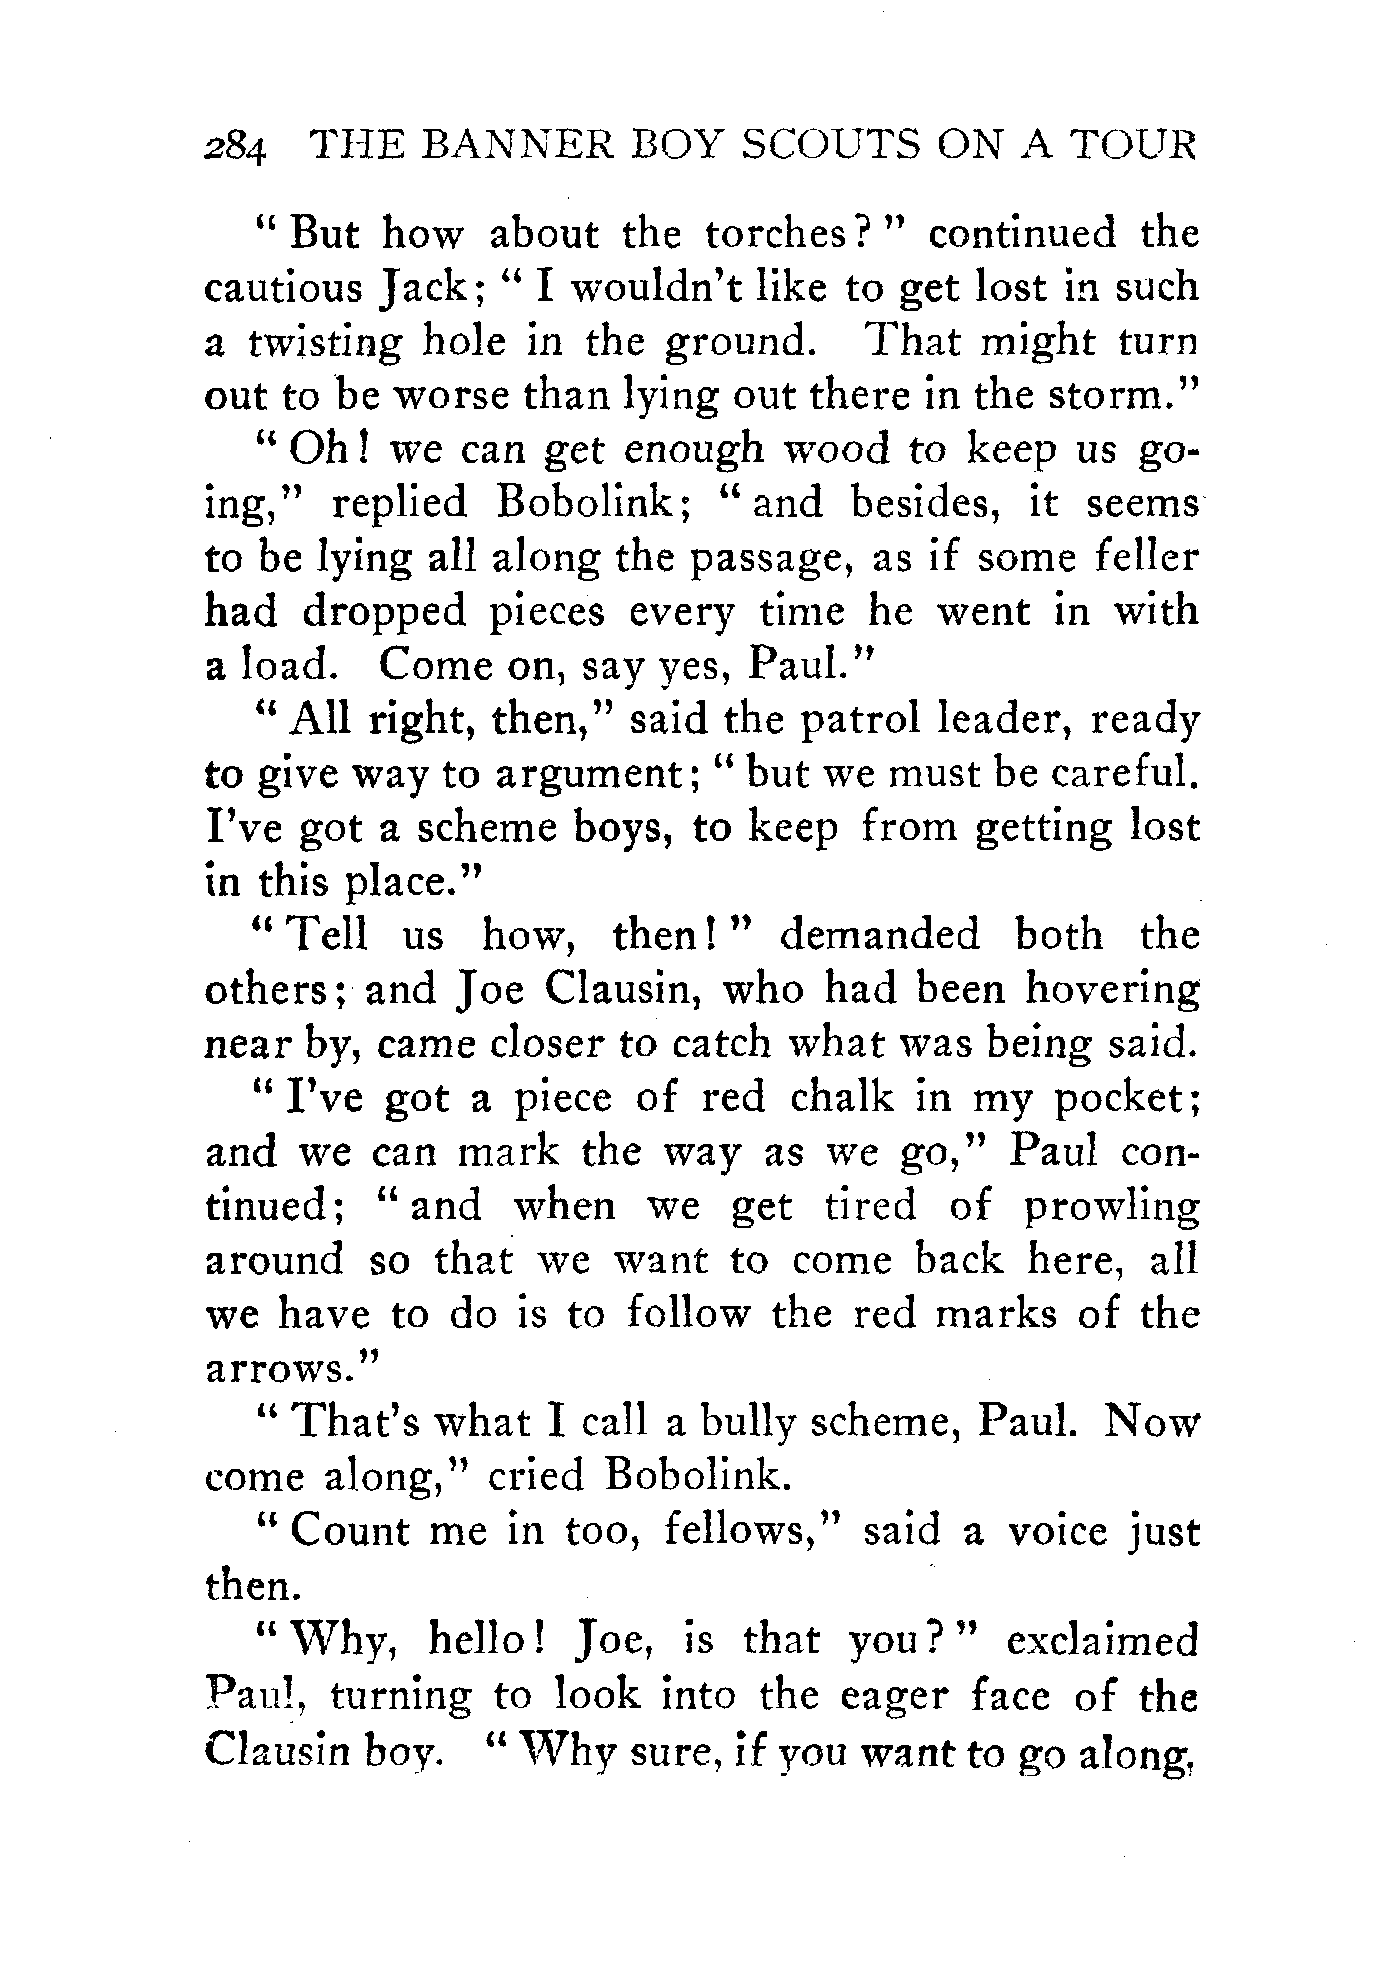 284 THE BANNER BOY SCOUTS ON A TOUR
" But how about the torches? " continued the
cautious Jack; " I wouldn't like to get lost in such
a twisting hole in the ground. That might turn
out to be worse than lying out there in the storm."
" Oh! we can get enough wood to keep us go-
ing," replied Bobolink; " and besides, it seems
to be lying all along the passage, as if some feller
had dropped pieces every time he went in with
a load. Come on, say yes, Paul."
" All right, then," said the patrol leader, ready
to give way to argument; " but we must be careful.
I've got a scheme boys, to keep from getting lost
in this place."
" Tell us how, then! " demanded both the
others; and Joe Clausin, who had been hovering
near by, came closer to catch what was being said.
" I've got a piece of red chalk in my pocket;
and we can mark the way as we go," Paul con-
tinued; " and when we get tired of prowling
around so that we want to come back here, all
we have to do is to follow the red marks of the
arrows."
" That's what I call a bully scheme, Paul. Now
come along," cried Bobolink.
" Count me in too, fellows," said a voice just
then.
" Why, hello! Joe, is that you? " exclaimed
Paul, turning to look into the eager face of the
Clausin boy. " Why sure, if you want to go along,